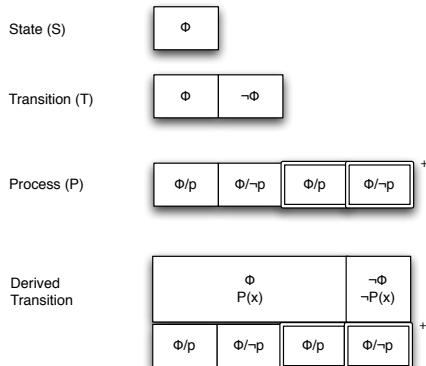 State (S)
Φ
Transition (T)
Φ ¬Φ
+
Process (P)
Φ/p Φ/¬p Φ/p Φ/¬p
Derived
Transition
Φ
P(x)
¬Φ
¬P(x)
+
Φ/p Φ/¬p Φ/p Φ/¬p